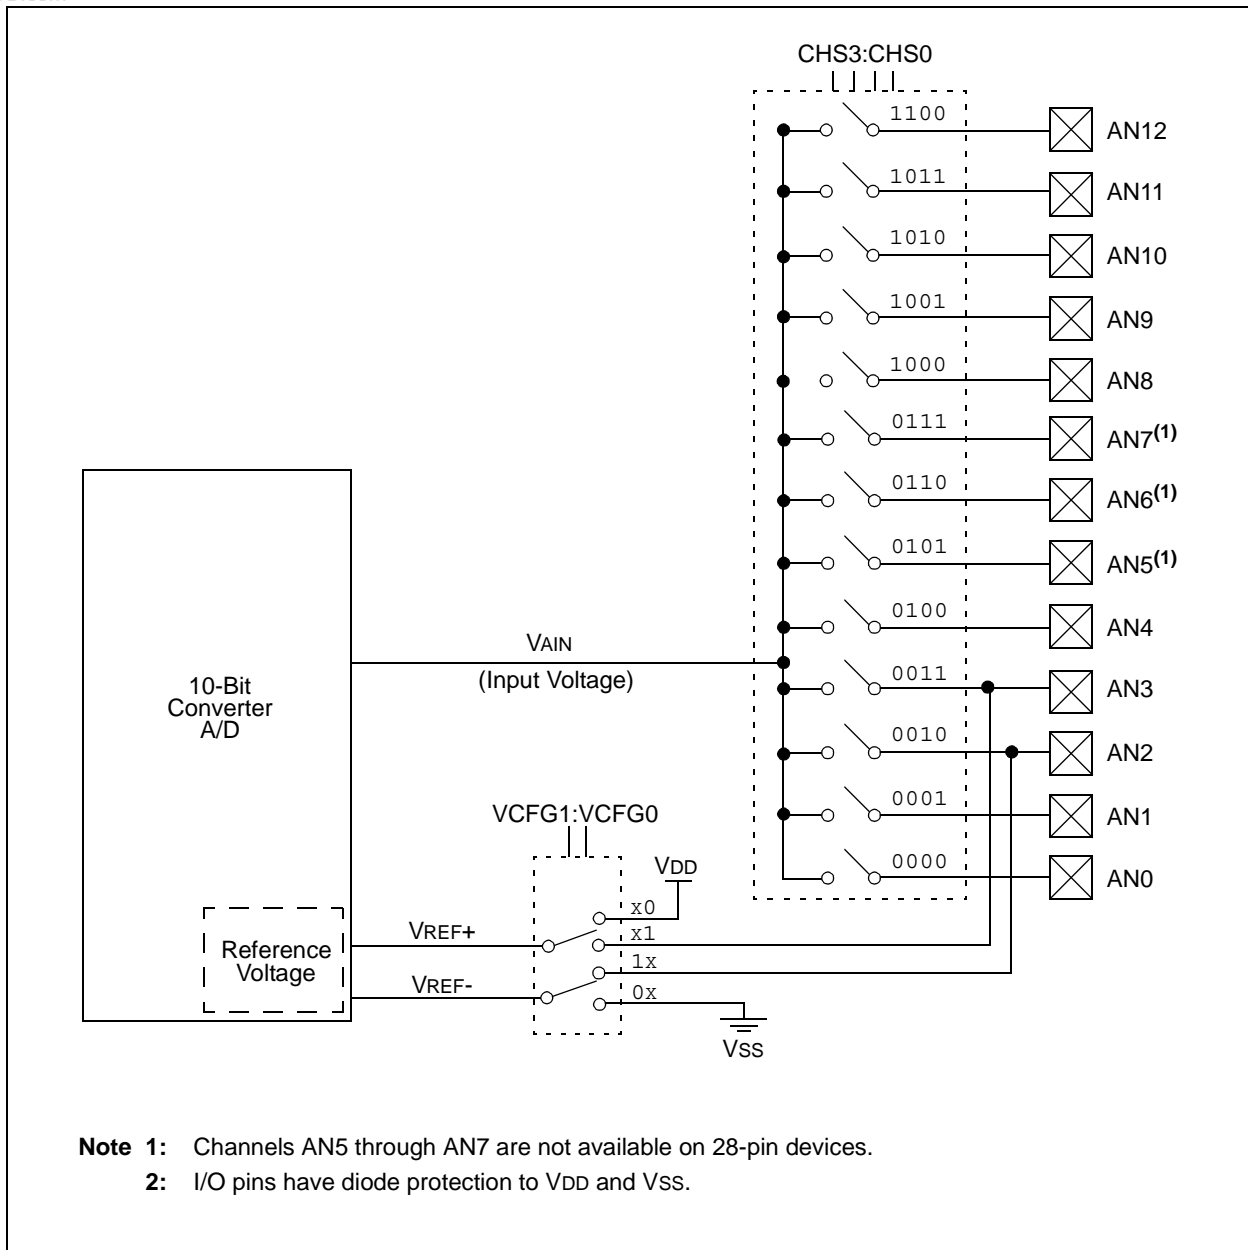 CHS3:CHS0
1100
AN12
1011
AN11
1010
AN10
1001
AN9
1000
AN8
0111
AN7(1)
0110
AN6(1)
0101
AN5(1)
0100
AN4
VAIN
(Input Voltage)
0011
AN3
10-Bit
Converter
A/D
0010
AN2
0001
AN1
VCFG1:VCFG0
0000
AN0
VDD
x0
VREF+
x1
Reference
Voltage
1x
VREF-
0x
VSS
Note 1: Channels AN5 through AN7 are not available on 28-pin devices.
2: I/O pins have diode protection to VDD and VSS.